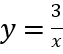 y = 3/x